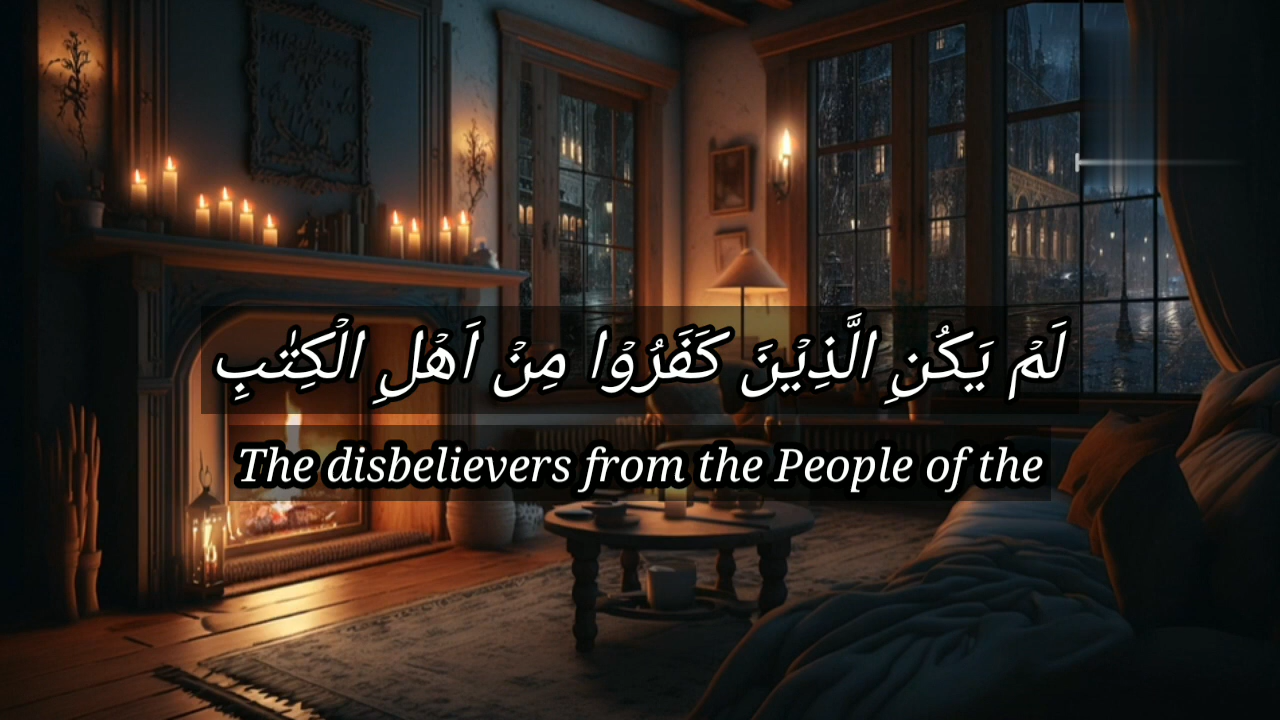 لَمْ يَكُنِ الَّذِيْنَ كَفَرُوْا مِنْ اَهْلِ الْكِتٰبِ
The disbelievers from the People of the